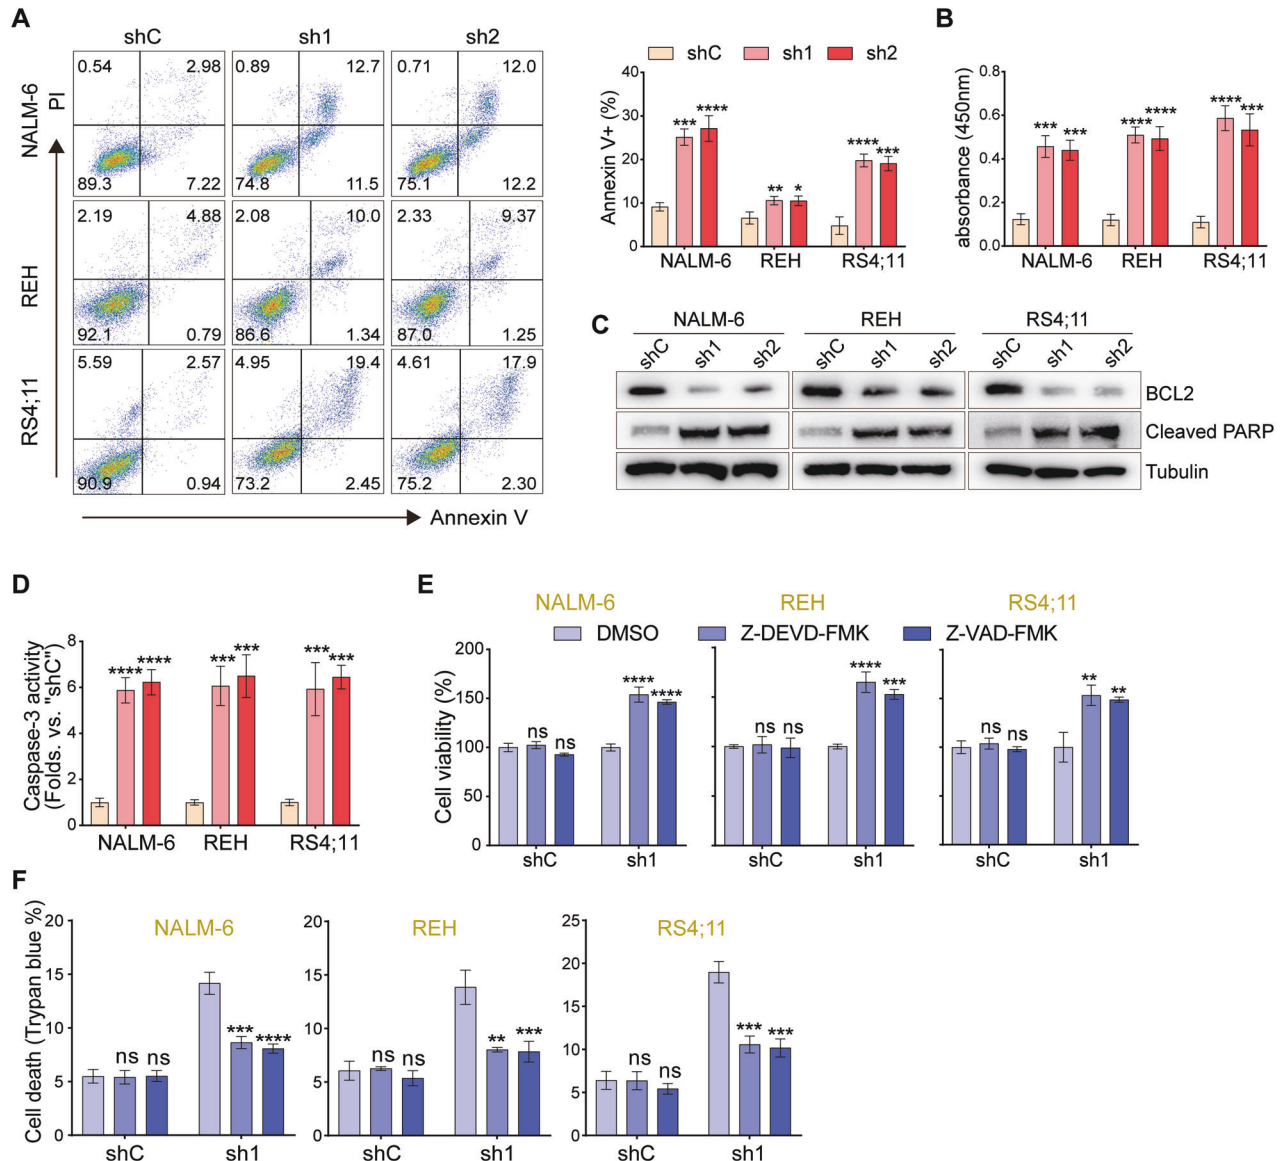 A
shC sh1 sh2
NALM-6
PI
0.54 2.98 0.89 12.7 0.71 12.0
89.3 7.22 74.8 11.5 75.1 12.2
REH
2.19 4.88 2.08 10.0 2.33 9.37
92.1 0.79 86.6 1.34 87.0 1.25
RS4;11
5.59 2.57 4.95 19.4 4.61 17.9
90.9 0.94 73.2 2.45 75.2 2.30
Annexin V
shC sh1 sh2
Annexin V+ (%)
40
30
20
10
0
*** **** ** * **** ***
NALM-6 REH RS4;11
B
absorbance (450nm)
0.8
0.6
0.4
0.2
0.0
*** *** **** **** **** ***
NALM-6 REH RS4;11
C
NALM-6 REH RS4;11
shC sh1 sh2 shC sh1 sh2 shC sh1 sh2
BCL2
Cleaved PARP
Tubulin
D
Caspase-3 activity
(Folds. vs. "shC")
8
6
4
2
0
**** **** *** *** *** ***
NALM-6 REH RS4;11
E
NALM-6 REH RS4;11
DMSO Z-DEVD-FMK Z-VAD-FMK
Cell viability (%)
200
150
100
50
0
ns ns **** **** ns ns **** *** ns ns ** **
shC sh1 shC sh1 shC sh1
F
Cell death (Trypan blue %)
NALM-6
20
15
10
5
0
ns ns *** ****
shC sh1
REH
20
15
10
5
0
ns ns ** ***
shC sh1
RS4;11
25
20
15
10
5
0
ns ns *** ***
shC sh1